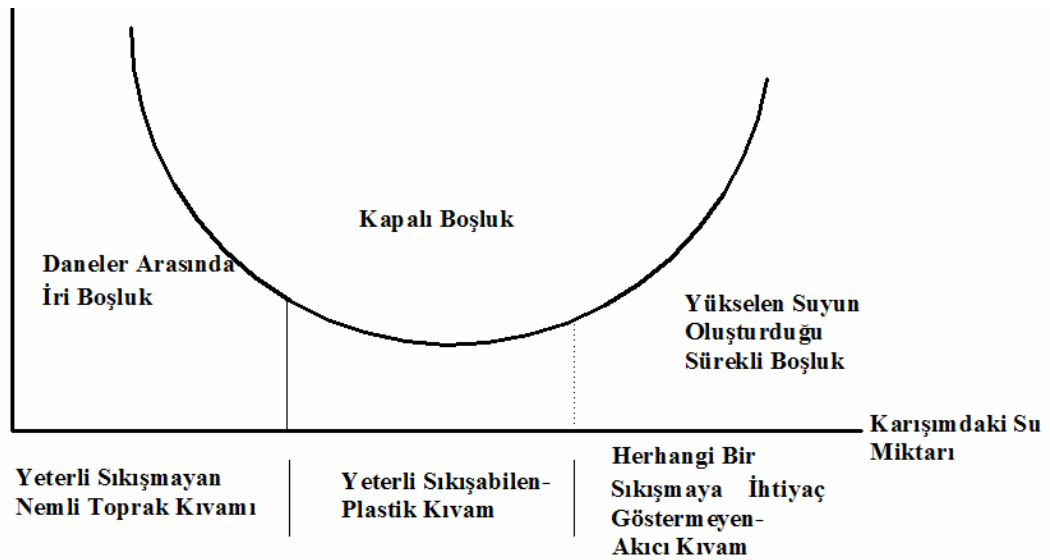 Kapalı Boşluk
Daneler Arasında
İri Boşluk
Yükselen Suyun
Oluşturduğu
Sürekli Boşluk
Karışımdaki Su
Miktarı
Yeterli Sıkışmayan
Nemli Toprak Kıvamı
Yeterli Sıkışabilen-
Plastik Kıvam
Herhangi Bir
Sıkışmaya İhtiyaç
Göstermeyen-
Akıcı Kıvam